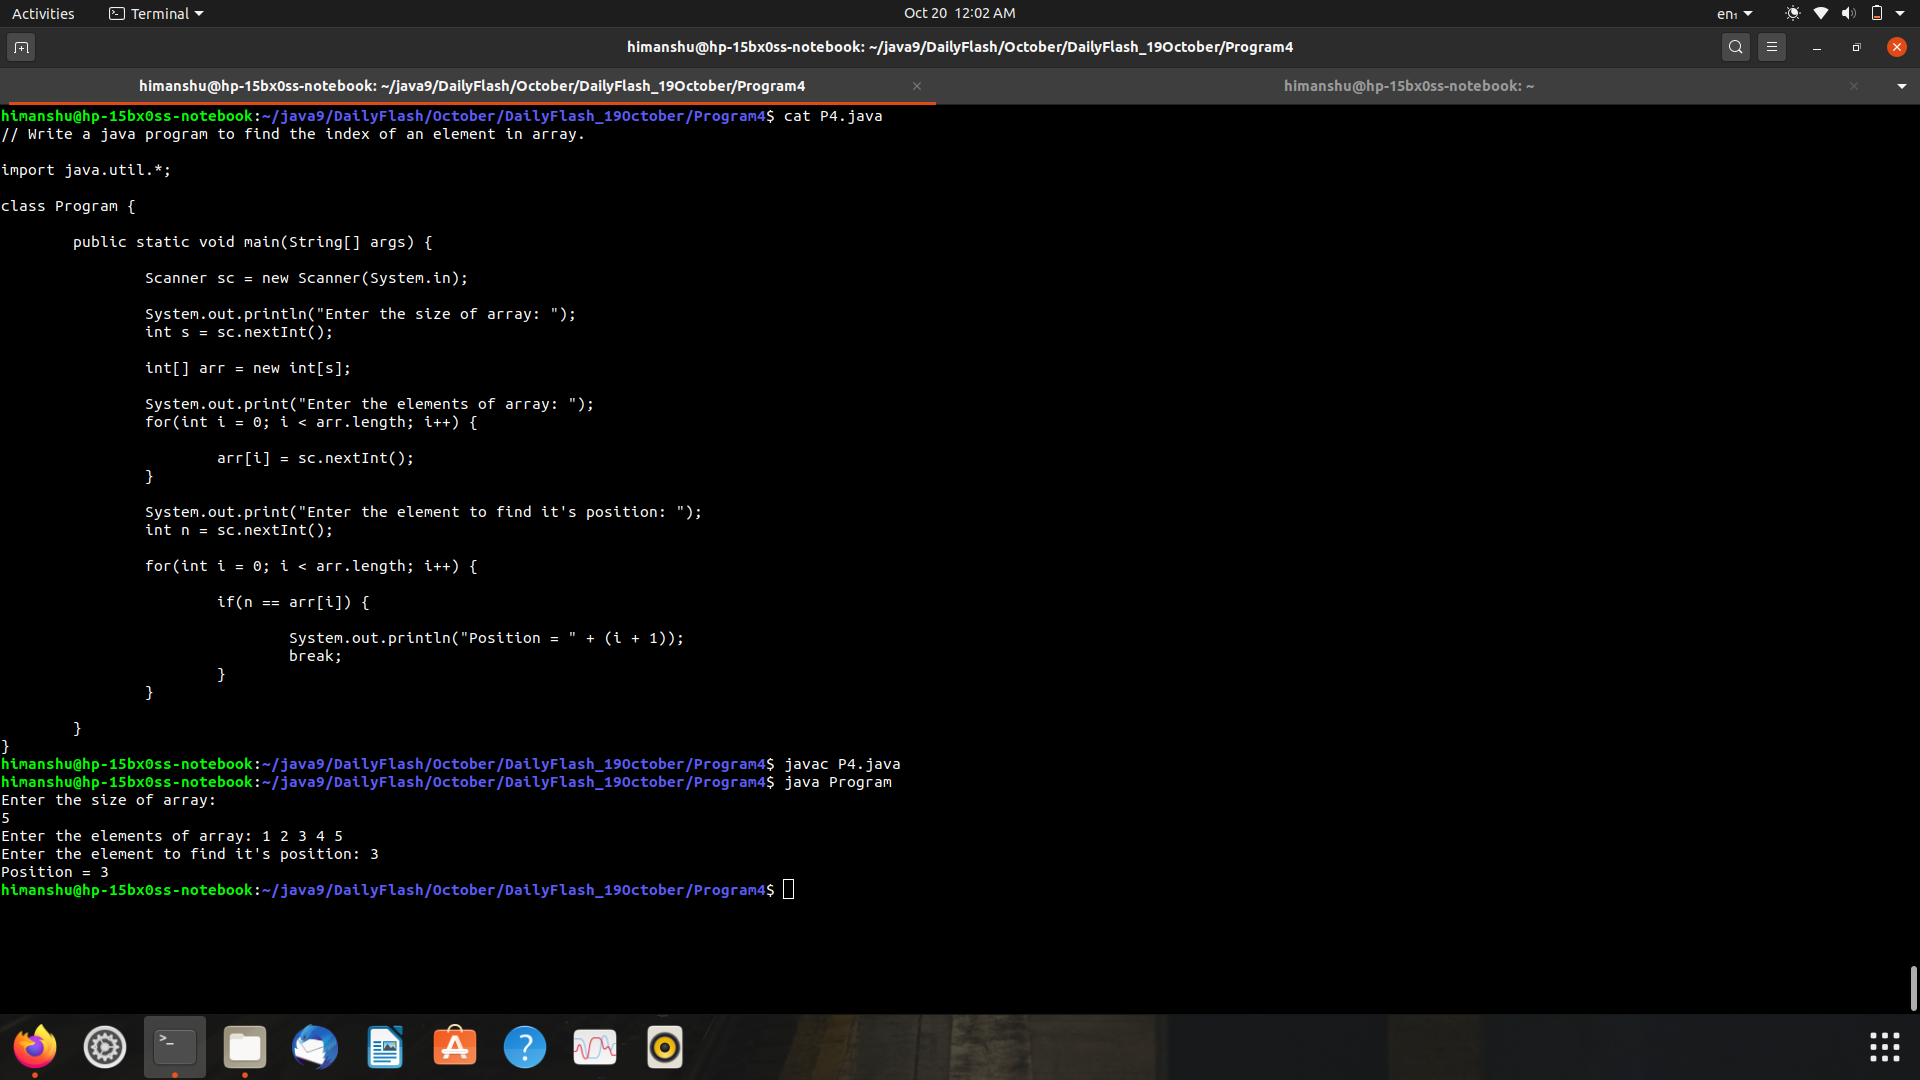 Activities Terminal Oct 20 12:02 AM en₁
himanshu@hp-15bx0ss-notebook: ~/java9/DailyFlash/October/DailyFlash_19October/Program4
himanshu@hp-15bx0ss-notebook: ~/java9/DailyFlash/October/DailyFlash_19October/Program4 himanshu@hp-15bx0ss-notebook: ~
himanshu@hp-15bx0ss-notebook:~/java9/DailyFlash/October/DailyFlash_19October/Program4$ cat P4.java
// Write a java program to find the index of an element in array.
import java.util.*;
class Program {
public static void main(String[] args) {
Scanner sc = new Scanner(System.in);
System.out.println("Enter the size of array: ");
int s = sc.nextInt();
int[] arr = new int[s];
System.out.print("Enter the elements of array: ");
for(int i = 0; i < arr.length; i++) {
arr[i] = sc.nextInt();
}
System.out.print("Enter the element to find it's position: ");
int n = sc.nextInt();
for(int i = 0; i < arr.length; i++) {
if(n == arr[i]) {
System.out.println("Position = " + (i + 1));
break;
}
}
}
}
himanshu@hp-15bx0ss-notebook:~/java9/DailyFlash/October/DailyFlash_19October/Program4$ javac P4.java
himanshu@hp-15bx0ss-notebook:~/java9/DailyFlash/October/DailyFlash_19October/Program4$ java Program
Enter the size of array:
5
Enter the elements of array: 1 2 3 4 5
Enter the element to find it's position: 3
Position = 3
himanshu@hp-15bx0ss-notebook:~/java9/DailyFlash/October/DailyFlash_19October/Program4$